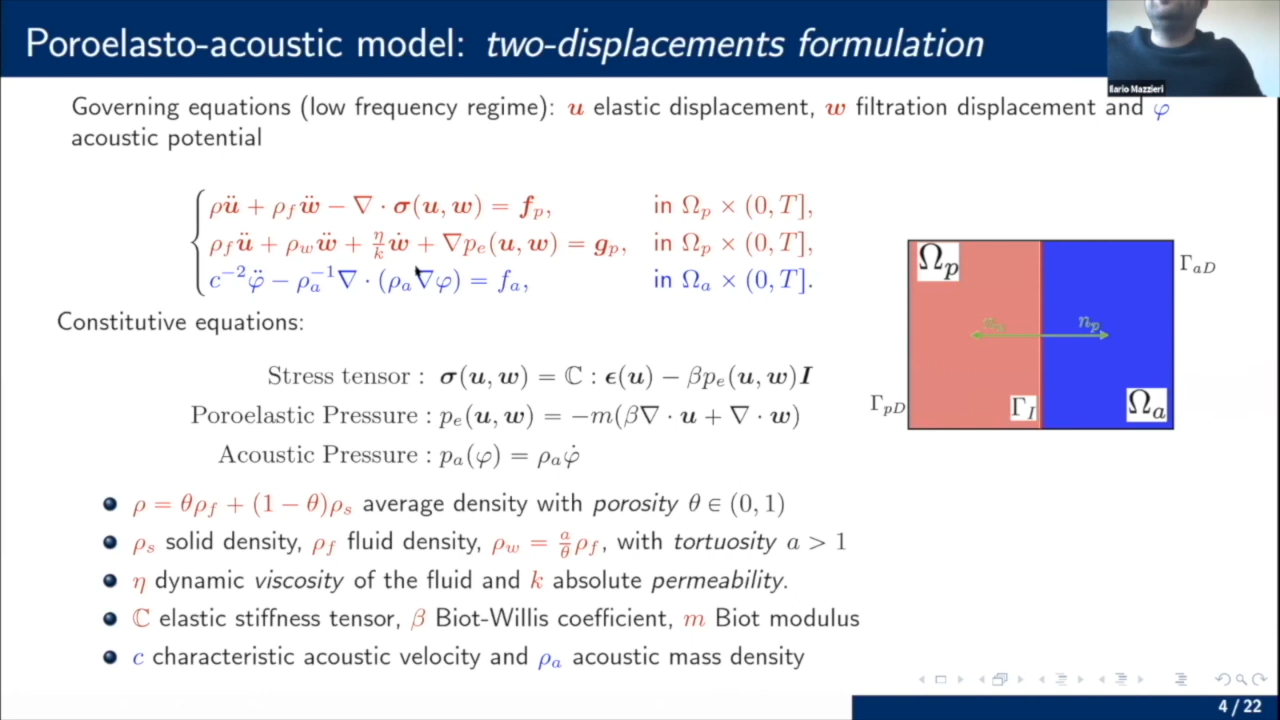 Poroelasto-acoustic model: two-displacements formulation
Ilario Mazzieri
Governing equations (low frequency regime): u elastic displacement, w filtration displacement and φ
acoustic potential
ρü + ρ_f ẅ − ∇ · σ(u, w) = f_p, in Ω_p × (0, T],
ρ_f ü + ρ_w ẅ + η/k ẇ + ∇p_e(u, w) = g_p, in Ω_p × (0, T],
c⁻² φ̈ − ρ_a⁻¹ ∇ · (ρ_a ∇φ) = f_a, in Ω_a × (0, T].
Constitutive equations:
Stress tensor : σ(u, w) = ℂ : ϵ(u) − βp_e(u, w)I
Poroelastic Pressure : p_e(u, w) = −m(β∇ · u + ∇ · w)
Acoustic Pressure : p_a(φ) = ρ_a φ̇
Ω_p
Γ_aD
n_p
Γ_pD
Γ_I
Ω_a
ρ = θρ_f + (1 − θ)ρ_s average density with porosity θ ∈ (0, 1)
ρ_s solid density, ρ_f fluid density, ρ_w = a/θ ρ_f, with tortuosity a > 1
η dynamic viscosity of the fluid and k absolute permeability.
ℂ elastic stiffness tensor, β Biot-Willis coefficient, m Biot modulus
c characteristic acoustic velocity and ρ_a acoustic mass density
4 / 22